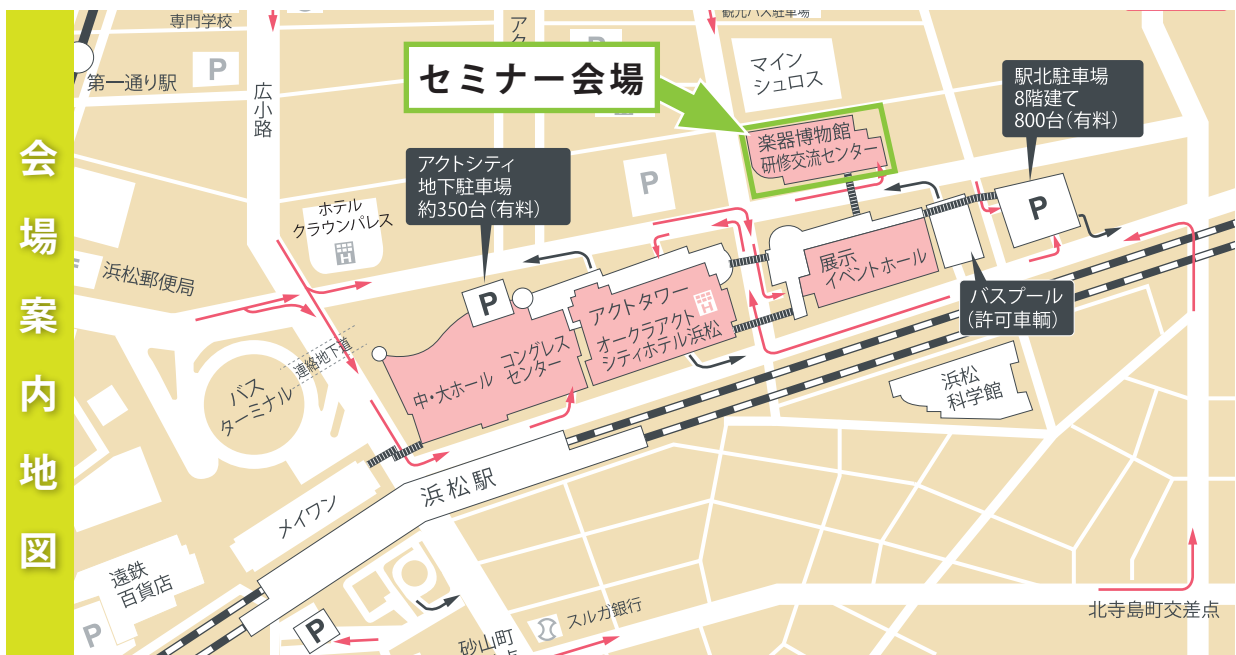 会場案内地図
専門学校
アク
観光バス駐車場
P
第一通り駅
広小路
セミナー会場
マイン
シュロス
駅北駐車場
8階建て
800台(有料)
楽器博物館
研修交流センター
アクトシティ
地下駐車場
約350台(有料)
P
P
ホテル
クラウンパレス
H
浜松郵便局
展示
イベントホール
P
アクトタワー
オークラアクト
シティホテル浜松
H
バスプール
(許可車輌)
連絡地下道
バス
ターミナル
コングレス
センター
中・大ホール
浜松
科学館
浜松駅
メイワン
遠鉄
百貨店
P
P
スルガ銀行
砂山町
北寺島町交差点